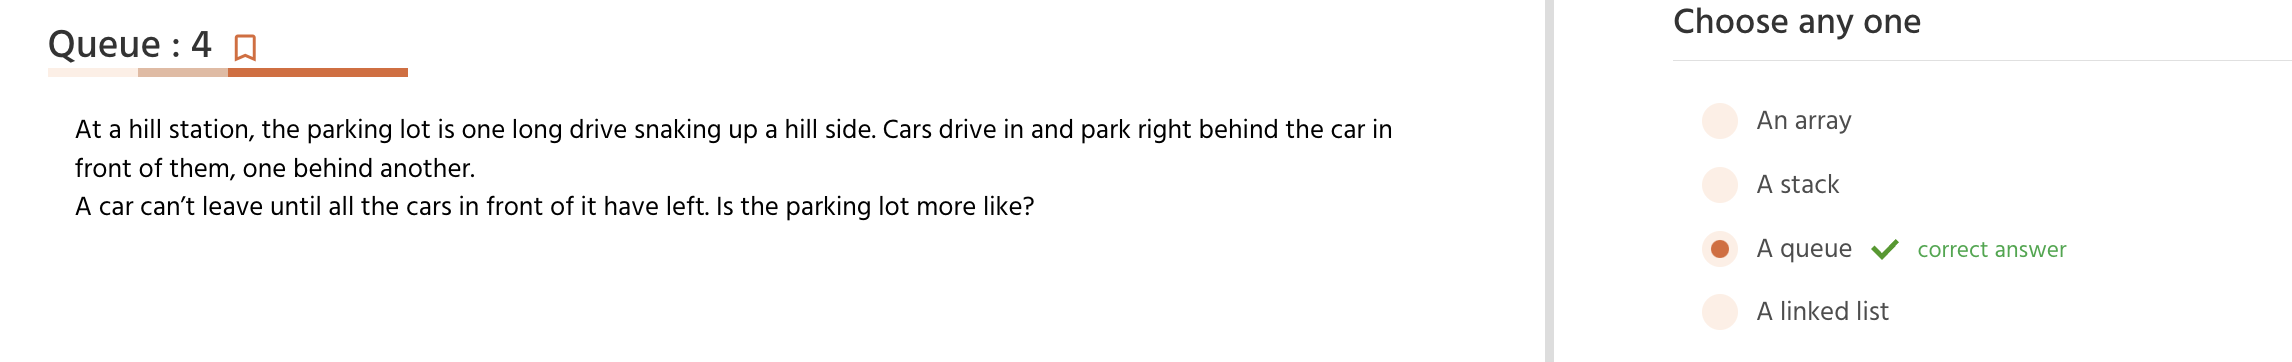 Queue : 4
At a hill station, the parking lot is one long drive snaking up a hill side. Cars drive in and park right behind the car in
front of them, one behind another.
A car can’t leave until all the cars in front of it have left. Is the parking lot more like?
Choose any one
An array
A stack
A queue correct answer
A linked list